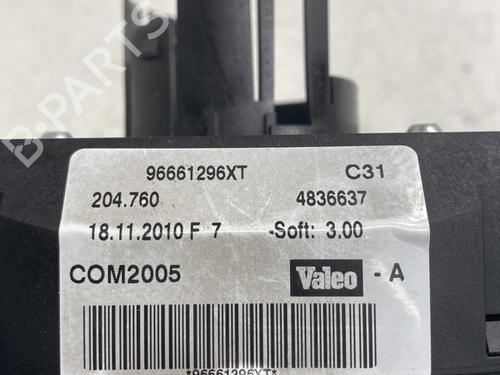 B-PARTS
96661296XT C31
204.760 4836637
18.11.2010 F 7 -Soft: 3.00
COM2005 Valeo - A
*96661296XT*